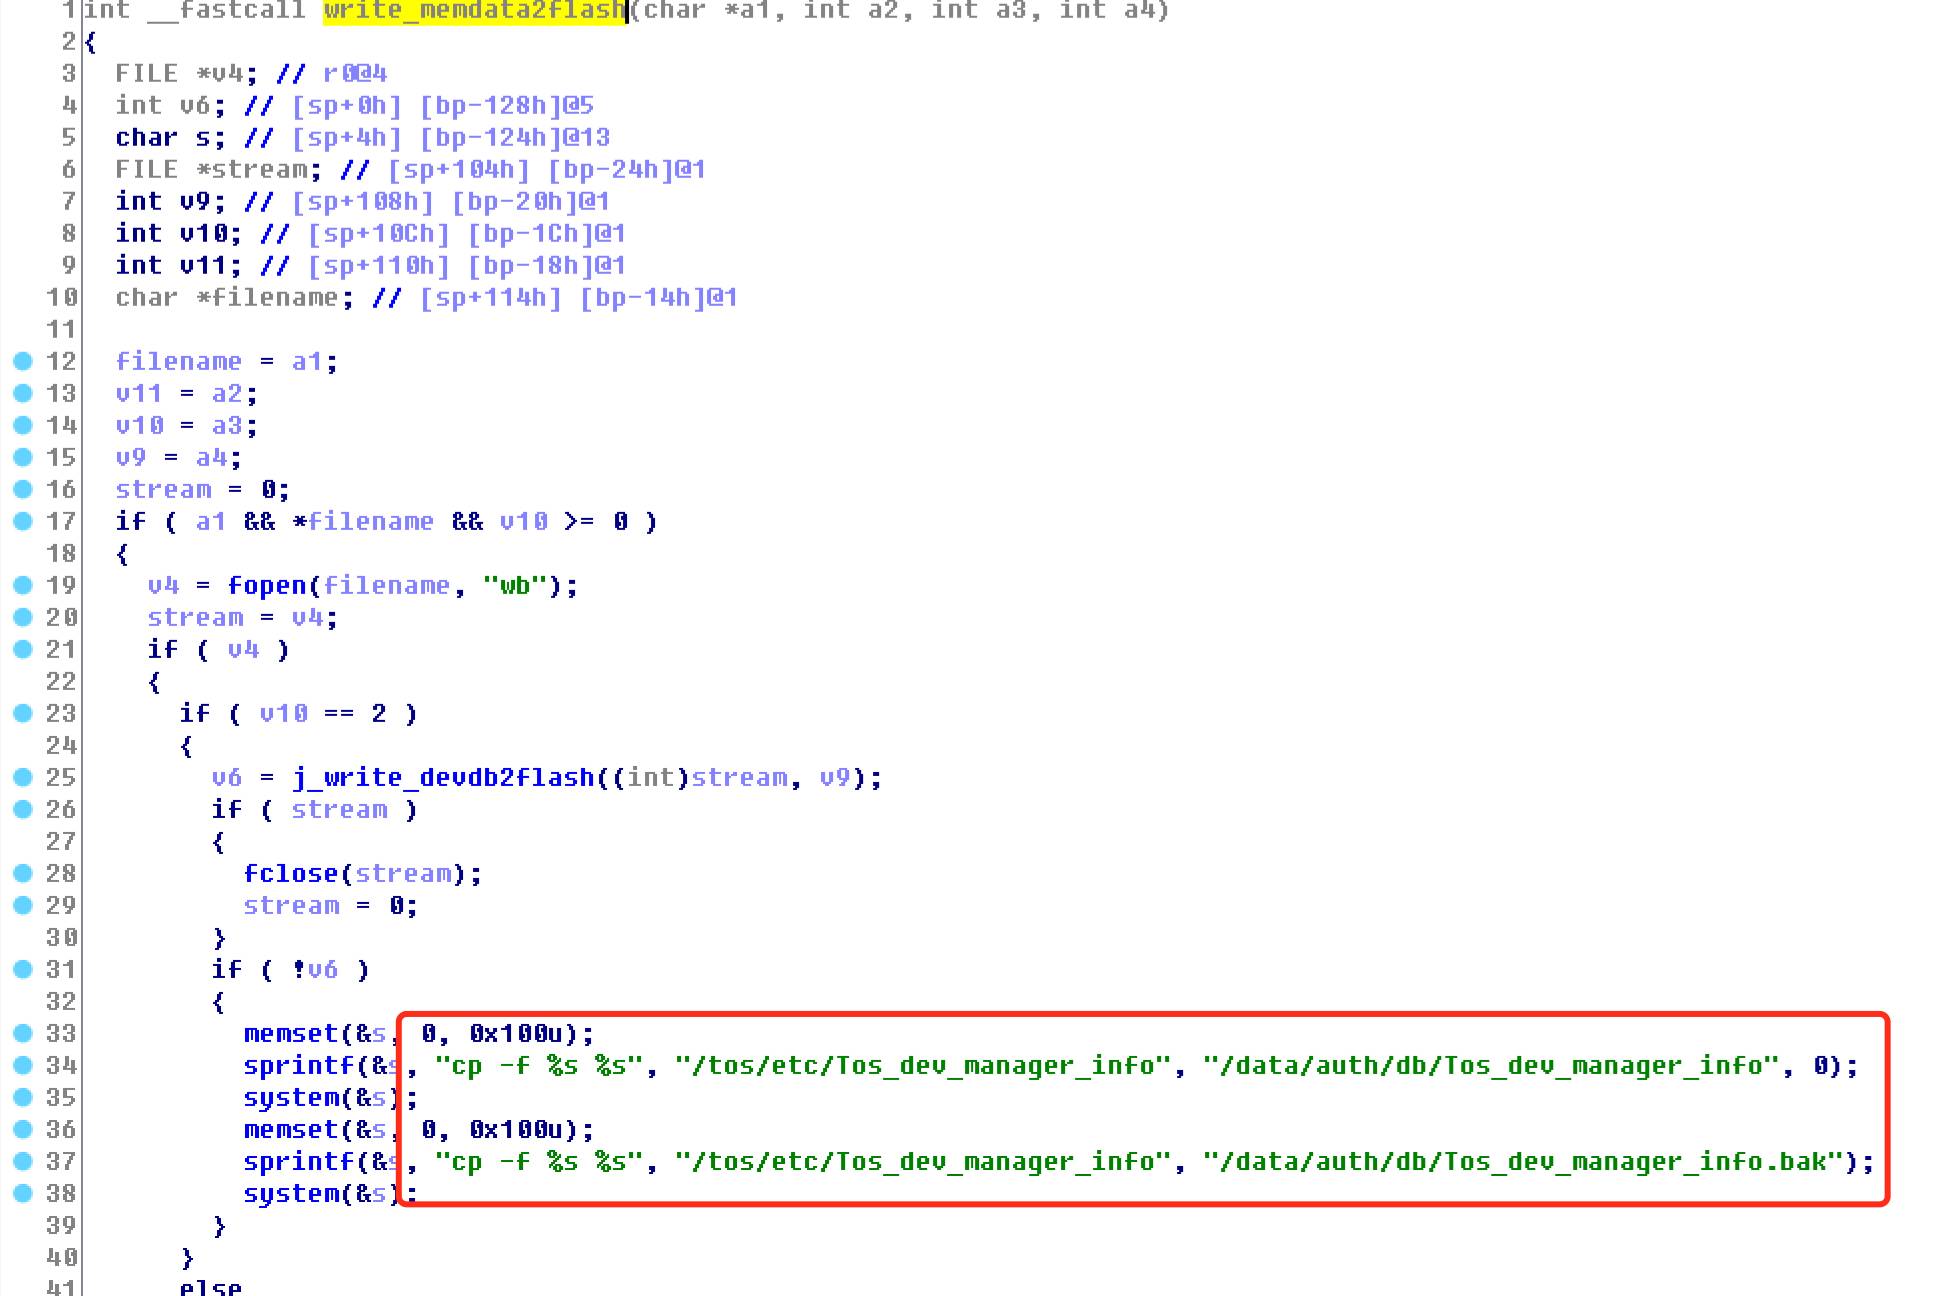 1 int __fastcall write_memdata2flash(char *a1, int a2, int a3, int a4)
2 {
3 FILE *v4; // r0@4
4 int v6; // [sp+0h] [bp-128h]@5
5 char s; // [sp+4h] [bp-124h]@13
6 FILE *stream; // [sp+104h] [bp-24h]@1
7 int v9; // [sp+108h] [bp-20h]@1
8 int v10; // [sp+10Ch] [bp-1Ch]@1
9 int v11; // [sp+110h] [bp-18h]@1
10 char *filename; // [sp+114h] [bp-14h]@1
11
12 filename = a1;
13 v11 = a2;
14 v10 = a3;
15 v9 = a4;
16 stream = 0;
17 if ( a1 && *filename && v10 >= 0 )
18 {
19 v4 = fopen(filename, "wb");
20 stream = v4;
21 if ( v4 )
22 {
23 if ( v10 == 2 )
24 {
25 v6 = j_write_devdb2flash((int)stream, v9);
26 if ( stream )
27 {
28 fclose(stream);
29 stream = 0;
30 }
31 if ( !v6 )
32 {
33 memset(&s, 0, 0x100u);
34 sprintf(&s, "cp -f %s %s", "/tos/etc/Tos_dev_manager_info", "/data/auth/db/Tos_dev_manager_info", 0);
35 system(&s);
36 memset(&s, 0, 0x100u);
37 sprintf(&s, "cp -f %s %s", "/tos/etc/Tos_dev_manager_info", "/data/auth/db/Tos_dev_manager_info.bak");
38 system(&s);
39 }
40 }
41 else